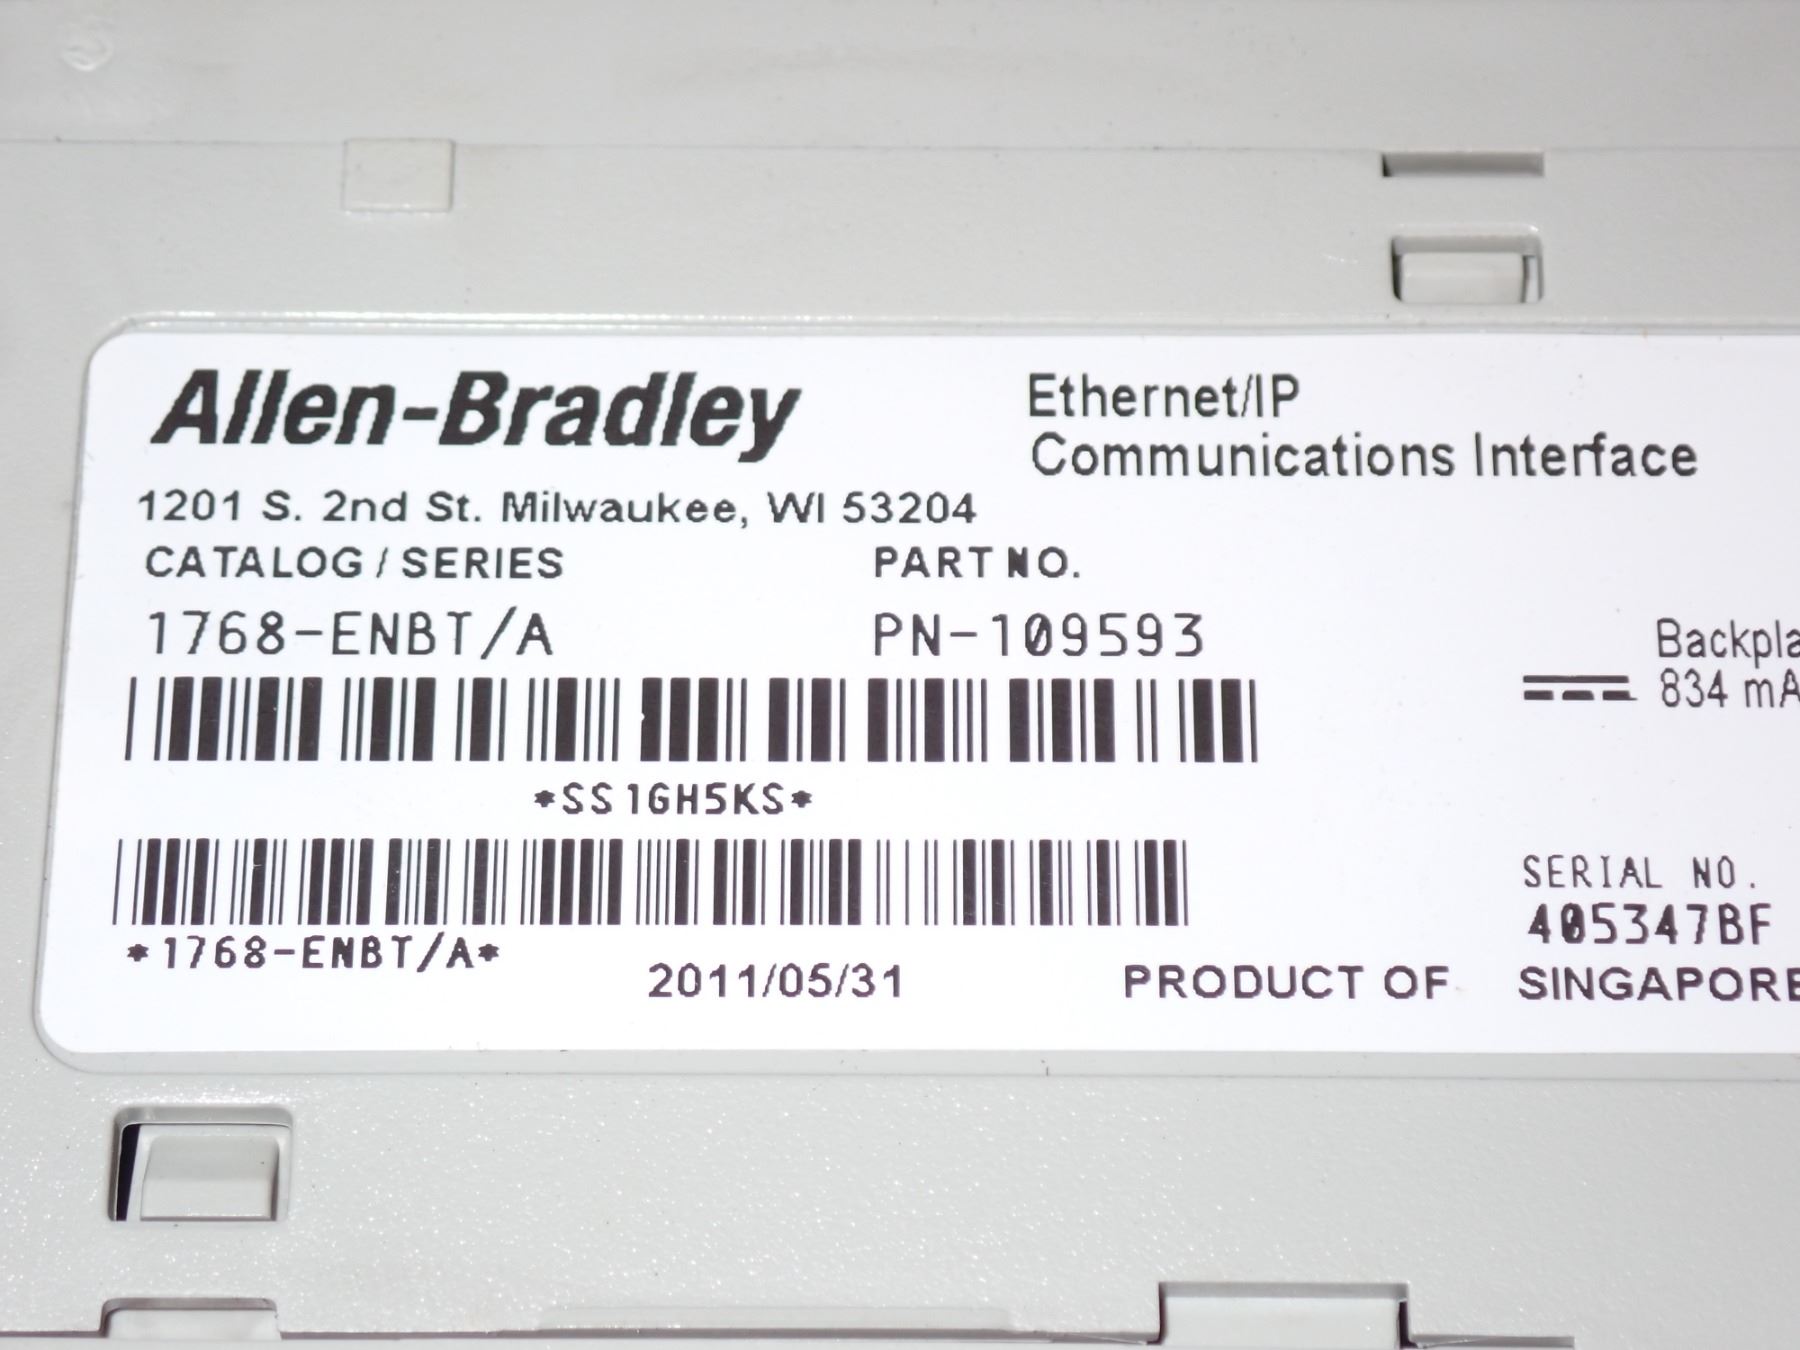 Allen-Bradley
Ethernet/IP
Communications Interface
1201 S. 2nd St. Milwaukee, WI 53204
CATALOG / SERIES PART NO.
1768-ENBT/A PN-109593
834 mA
*SS1GH5KS*
SERIAL NO.
405347BF
*1768-ENBT/A*
2011/05/31 PRODUCT OF SINGAPORE